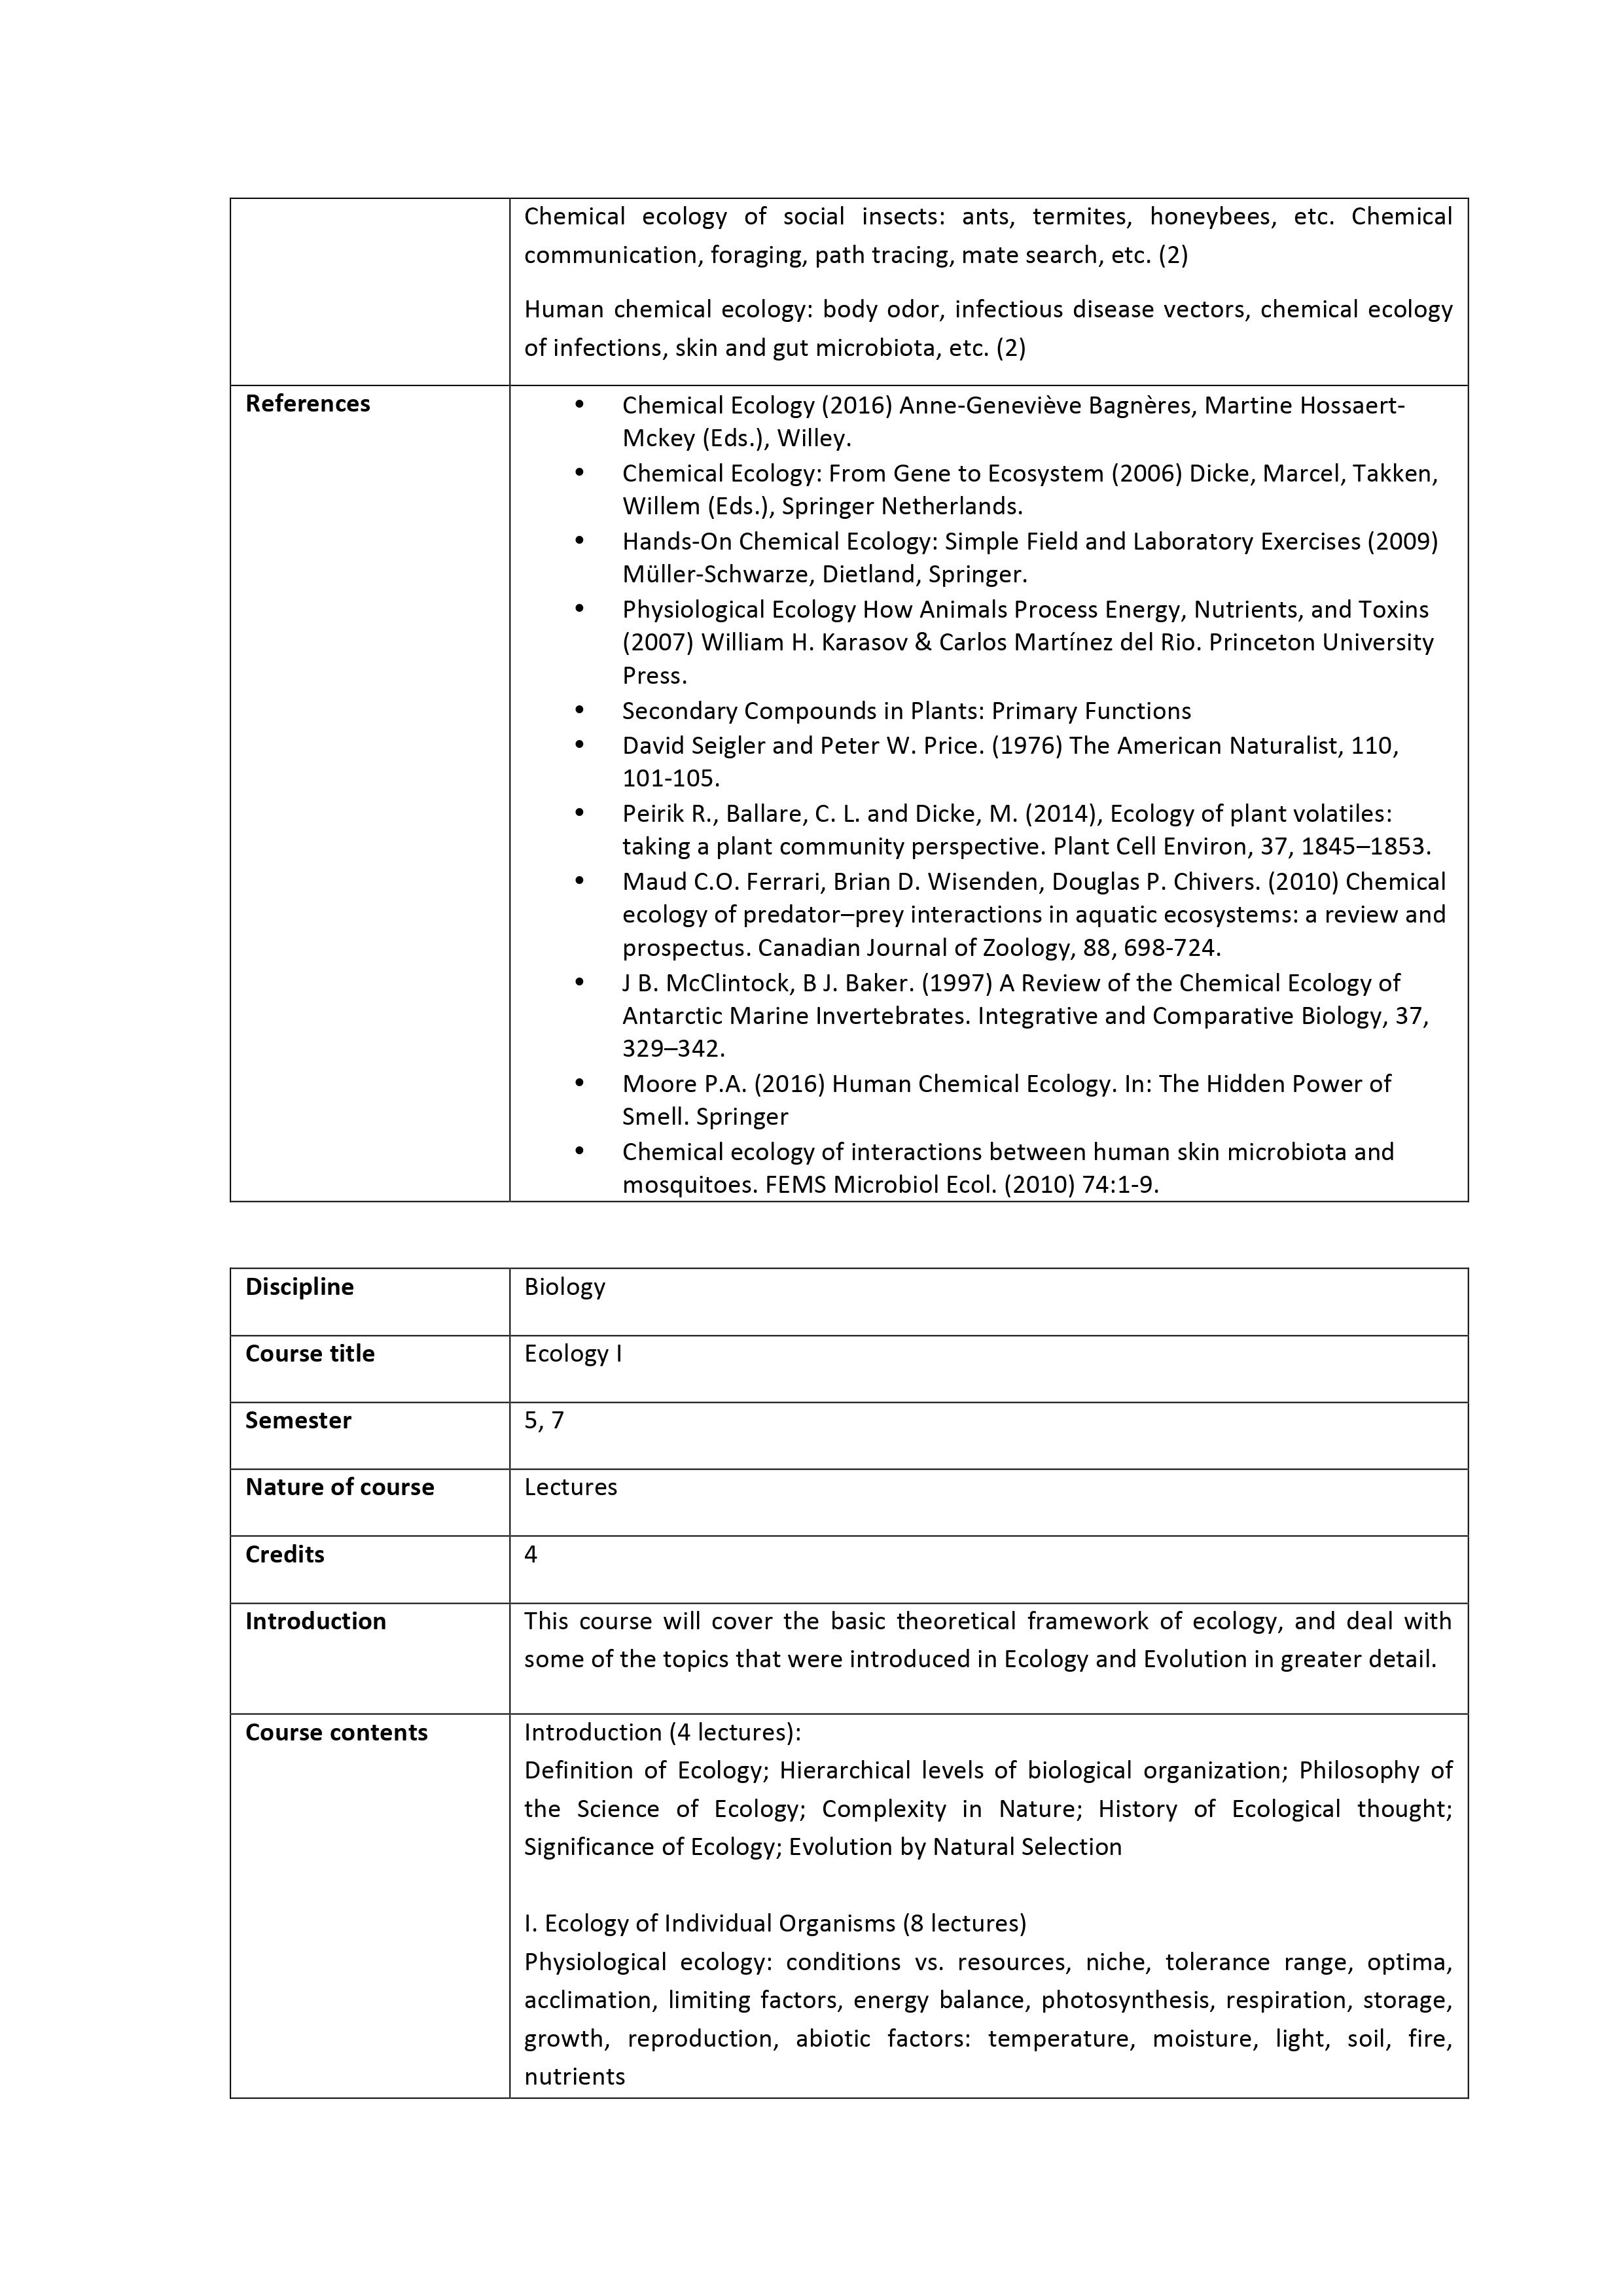 Chemical ecology of social insects: ants, termites, honeybees, etc. Chemical
communication, foraging, path tracing, mate search, etc. (2)
Human chemical ecology: body odor, infectious disease vectors, chemical ecology
of infections, skin and gut microbiota, etc. (2)
References
• Chemical Ecology (2016) Anne-Geneviève Bagnères, Martine Hossaert-
Mckey (Eds.), Willey.
• Chemical Ecology: From Gene to Ecosystem (2006) Dicke, Marcel, Takken,
Willem (Eds.), Springer Netherlands.
• Hands-On Chemical Ecology: Simple Field and Laboratory Exercises (2009)
Müller-Schwarze, Dietland, Springer.
• Physiological Ecology How Animals Process Energy, Nutrients, and Toxins
(2007) William H. Karasov & Carlos Martínez del Rio. Princeton University
Press.
• Secondary Compounds in Plants: Primary Functions
• David Seigler and Peter W. Price. (1976) The American Naturalist, 110,
101-105.
• Peirik R., Ballare, C. L. and Dicke, M. (2014), Ecology of plant volatiles:
taking a plant community perspective. Plant Cell Environ, 37, 1845–1853.
• Maud C.O. Ferrari, Brian D. Wisenden, Douglas P. Chivers. (2010) Chemical
ecology of predator–prey interactions in aquatic ecosystems: a review and
prospectus. Canadian Journal of Zoology, 88, 698-724.
• J B. McClintock, B J. Baker. (1997) A Review of the Chemical Ecology of
Antarctic Marine Invertebrates. Integrative and Comparative Biology, 37,
329–342.
• Moore P.A. (2016) Human Chemical Ecology. In: The Hidden Power of
Smell. Springer
• Chemical ecology of interactions between human skin microbiota and
mosquitoes. FEMS Microbiol Ecol. (2010) 74:1-9.
Discipline Biology
Course title Ecology I
Semester 5, 7
Nature of course Lectures
Credits 4
Introduction This course will cover the basic theoretical framework of ecology, and deal with
some of the topics that were introduced in Ecology and Evolution in greater detail.
Course contents Introduction (4 lectures):
Definition of Ecology; Hierarchical levels of biological organization; Philosophy of
the Science of Ecology; Complexity in Nature; History of Ecological thought;
Significance of Ecology; Evolution by Natural Selection
I. Ecology of Individual Organisms (8 lectures)
Physiological ecology: conditions vs. resources, niche, tolerance range, optima,
acclimation, limiting factors, energy balance, photosynthesis, respiration, storage,
growth, reproduction, abiotic factors: temperature, moisture, light, soil, fire,
nutrients